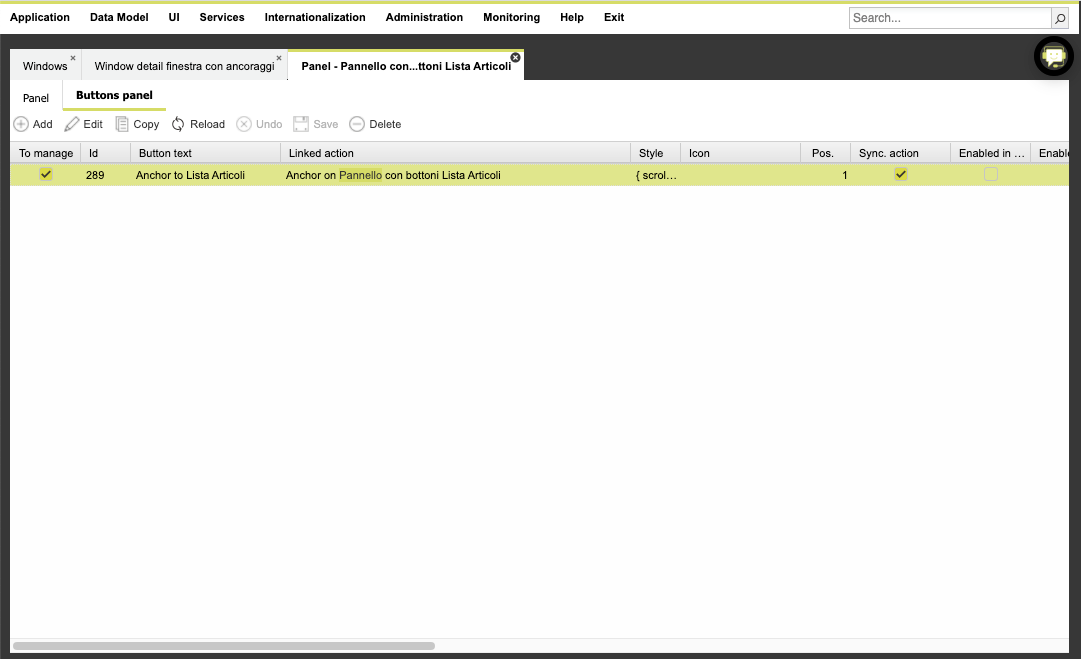 Application Data Model UI Services Internationalization Administration Monitoring Help Exit Search...
Windows Window detail finestra con ancoraggi Panel - Pannello con...ttoni Lista Articoli
Panel Buttons panel
Add Edit Copy Reload Undo Save Delete
To manage Id Button text Linked action Style Icon Pos. Sync. action Enabled in ... Enable
289 Anchor to Lista Articoli Anchor on Pannello con bottoni Lista Articoli { scrol... 1